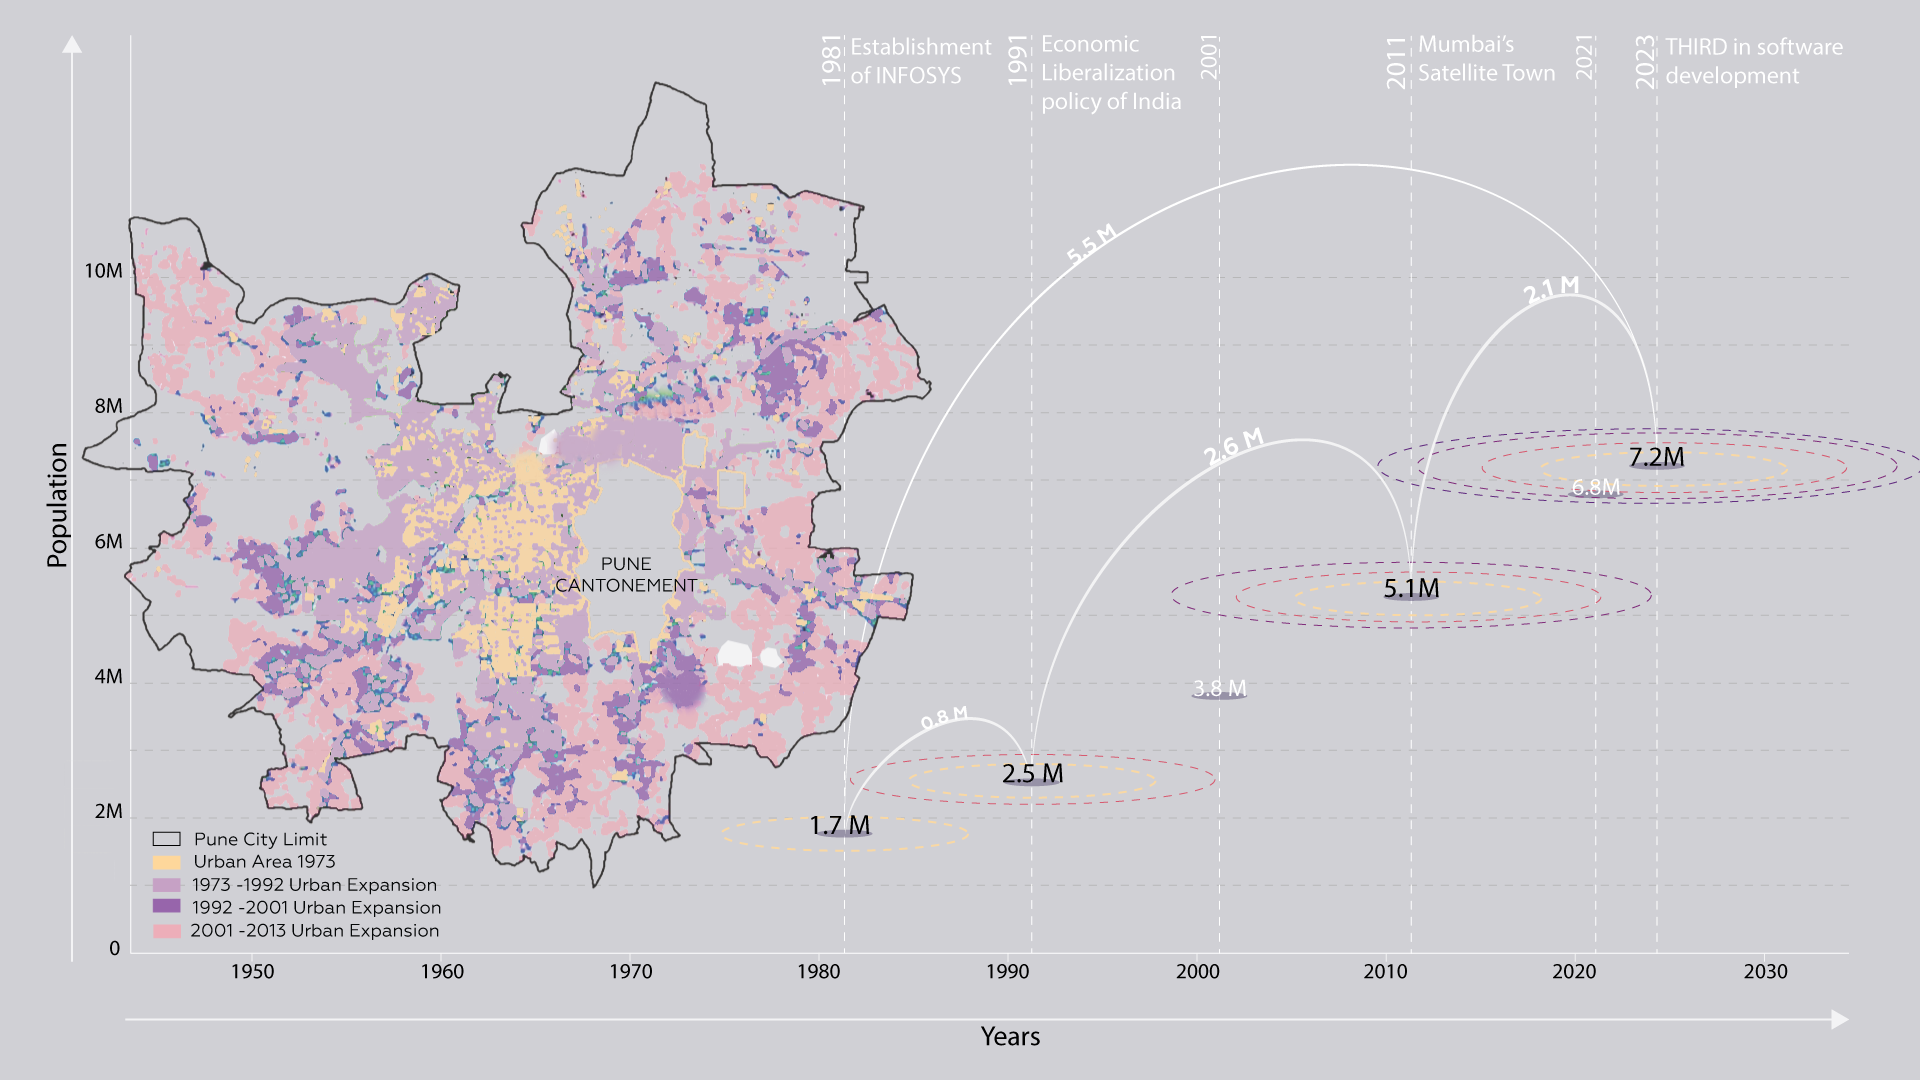 1981
Establishment
of INFOSYS
1991
Economic
Liberalization
policy of India
2001
2011
Mumbai's
Satellite Town
2021
2023
THIRD in software
development
Population
10M
8M
6M
4M
2M
0
5.5 M
2.1 M
2.6 M
0.8 M
7.2M
6.8M
5.1M
3.8 M
2.5 M
1.7 M
PUNE
CANTONEMENT
Pune City Limit
Urban Area 1973
1973 -1992 Urban Expansion
1992 -2001 Urban Expansion
2001 -2013 Urban Expansion
1950
1960
1970
1980
1990
2000
2010
2020
2030
Years